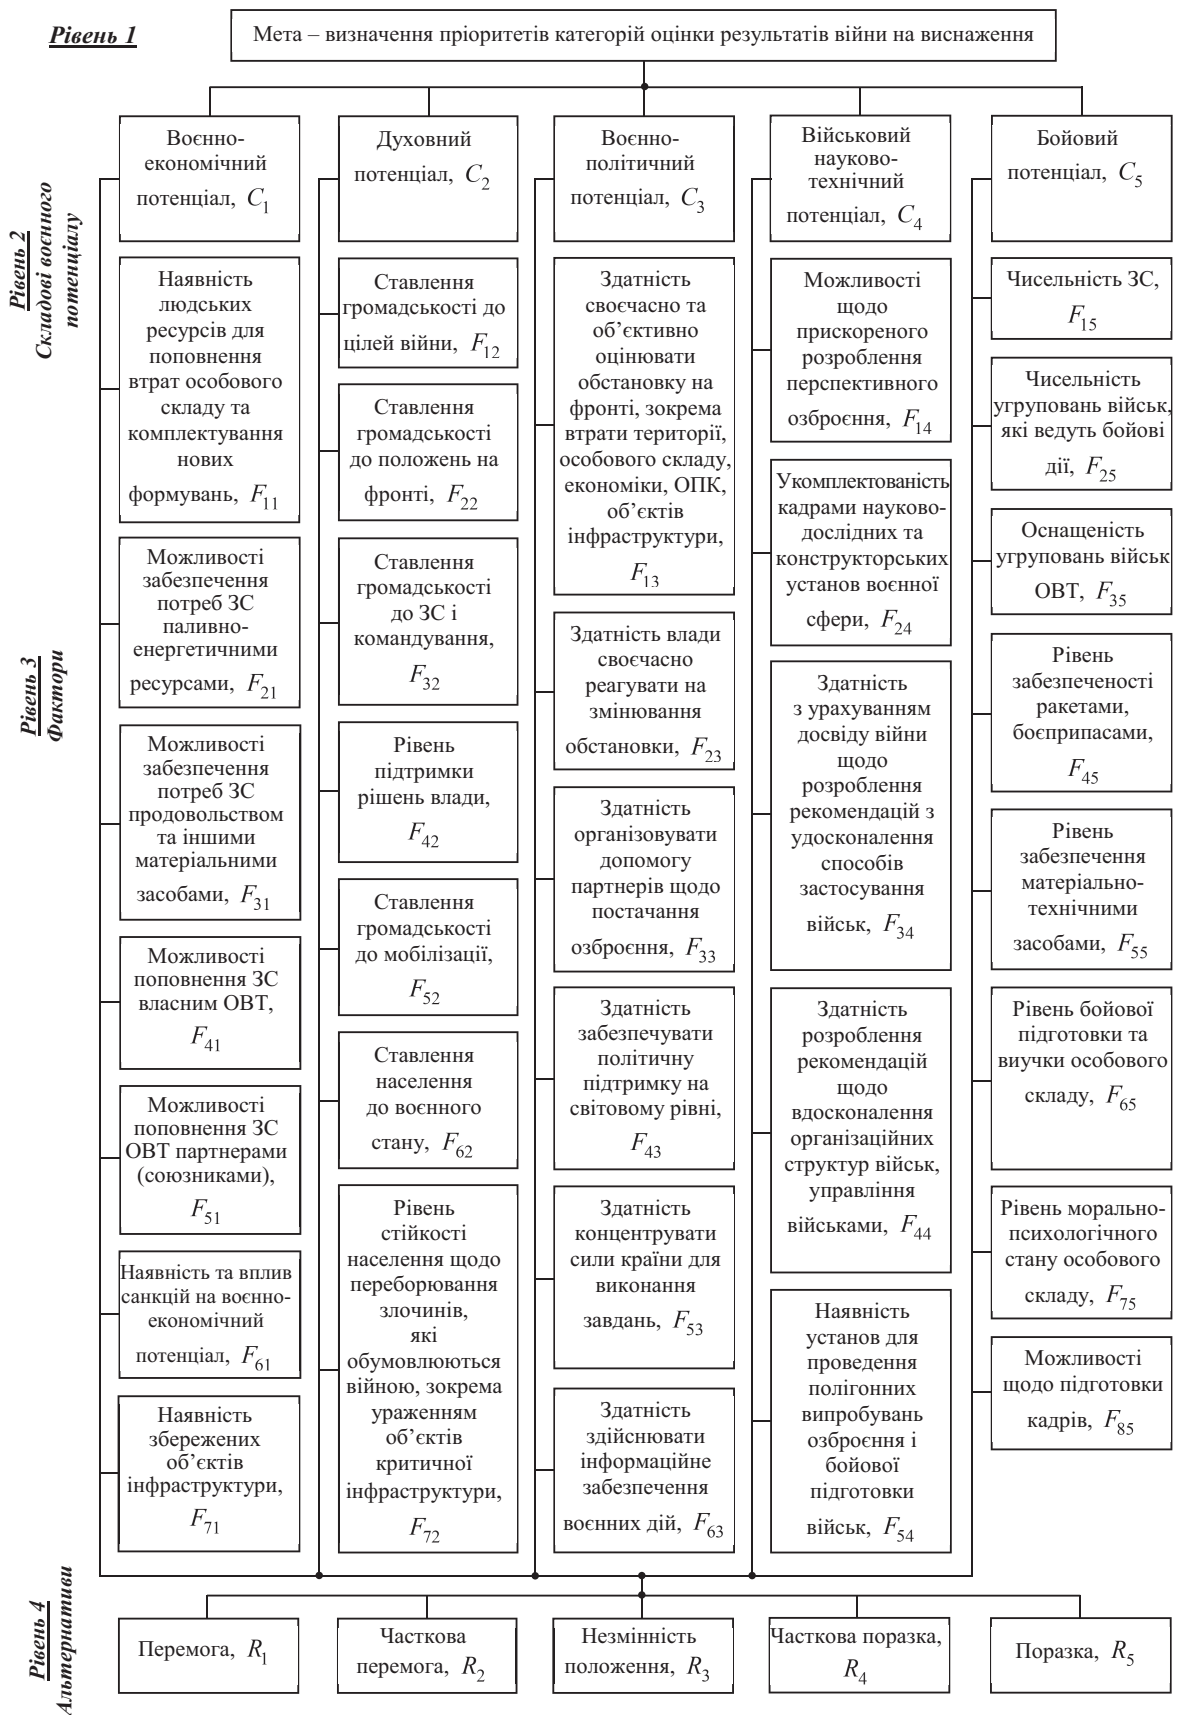 Рівень 1
Мета – визначення пріоритетів категорій оцінки результатів війни на виснаження
Рівень 2
Складові воєнного
потенціалу
Воєнно-
економічний
потенціал, C1
Духовний
потенціал, C2
Воєнно-
політичний
потенціал, C3
Військовий
науково-
технічний
потенціал, C4
Бойовий
потенціал, C5
Рівень 3
Фактори
Наявність
людських
ресурсів для
поповнення
втрат особового
складу та
комплектування
нових
формувань, F11
Можливості
забезпечення
потреб ЗС
паливно-
енергетичними
ресурсами, F21
Можливості
забезпечення
потреб ЗС
продовольством
та іншими
матеріальними
засобами, F31
Можливості
поповнення ЗС
власним ОВТ,
F41
Можливості
поповнення ЗС
ОВТ партнерами
(союзниками),
F51
Наявність та вплив
санкцій на воєнно-
економічний
потенціал, F61
Наявність
збережених
об’єктів
інфраструктури,
F71
Ставлення
громадськості до
цілей війни, F12
Ставлення
громадськості
до положень на
фронті, F22
Ставлення
громадськості
до ЗС і
командування,
F32
Рівень
підтримки
рішень влади,
F42
Ставлення
громадськості
до мобілізації,
F52
Ставлення
населення
до воєнного
стану, F62
Рівень
стійкості
населення щодо
переборювання
злочинів,
які
обумовлюються
війною, зокрема
ураженням
об’єктів
критичної
інфраструктури,
F72
Здатність
своєчасно та
об’єктивно
оцінювати
обстановку на
фронті, зокрема
втрати території,
особового складу,
економіки, ОПК,
об’єктів
інфраструктури,
F13
Здатність влади
своєчасно
реагувати на
змінювання
обстановки, F23
Здатність
організовувати
допомогу
партнерів щодо
постачання
озброєння, F33
Здатність
забезпечувати
політичну
підтримку на
світовому рівні,
F43
Здатність
концентрувати
сили країни для
виконання
завдань, F53
Здатність
здійснювати
інформаційне
забезпечення
воєнних дій, F63
Можливості
щодо
прискореного
розроблення
перспективного
озброєння, F14
Укомплектованість
кадрами науково-
дослідних та
конструкторських
установ воєнної
сфери, F24
Здатність
з урахуванням
досвіду війни
щодо
розроблення
рекомендацій з
удосконалення
способів
застосування
військ, F34
Здатність
розроблення
рекомендацій
щодо
вдосконалення
організаційних
структур військ,
управління
військами, F44
Наявність
установ для
проведення
полігонних
випробувань
озброєння і
бойової
підготовки
військ, F54
Чисельність ЗС,
F15
Чисельність
угруповань військ,
які ведуть бойові
дії, F25
Оснащеність
угруповань військ
ОВТ, F35
Рівень
забезпеченості
ракетами,
боєприпасами,
F45
Рівень
забезпечення
матеріально-
технічними
засобами, F55
Рівень бойової
підготовки та
виучки особового
складу, F65
Рівень морально-
психологічного
стану особового
складу, F75
Можливості
щодо підготовки
кадрів, F85
Рівень 4
Альтернативи
Перемога, R1
Часткова
перемога, R2
Незмінність
положення, R3
Часткова поразка,
R4
Поразка, R5